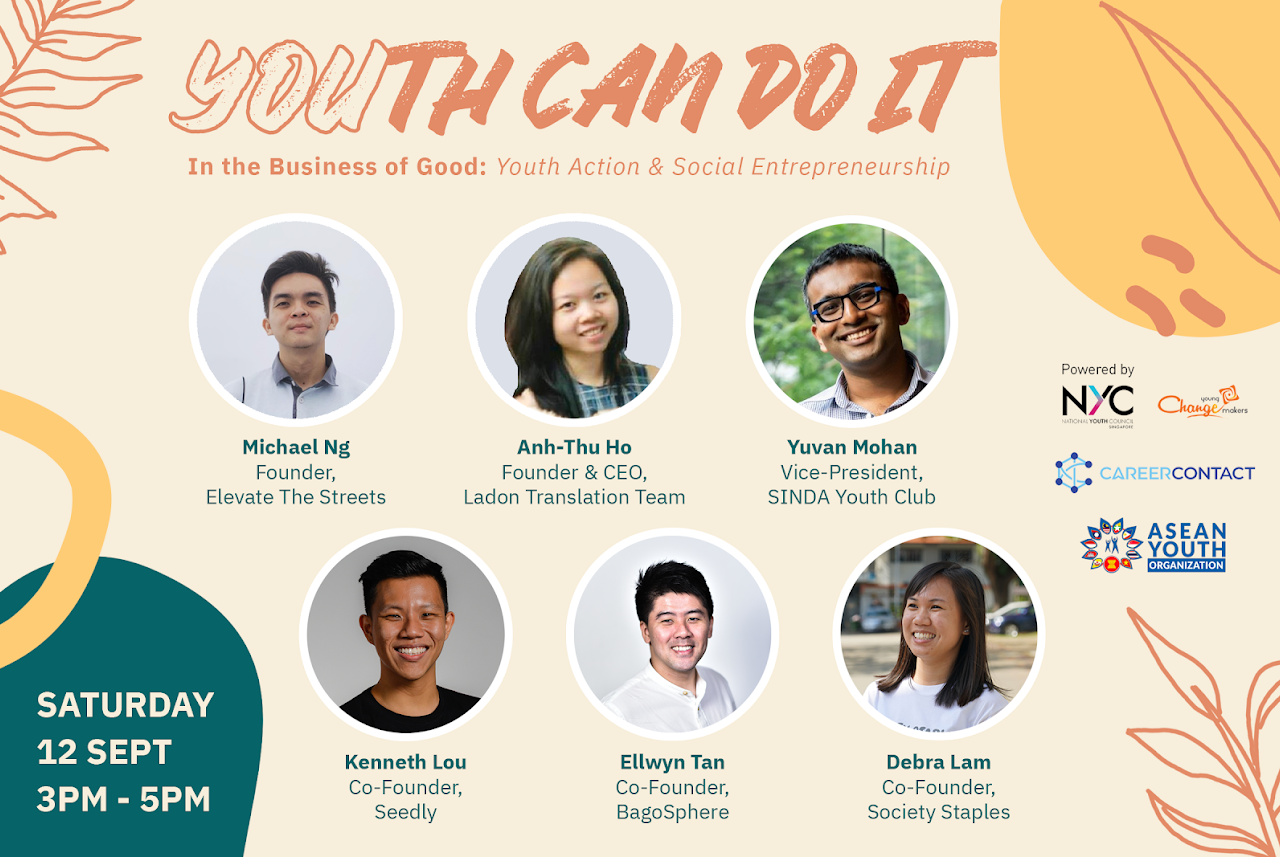 YOUTH CAN DO IT
In the Business of Good: Youth Action & Social Entrepreneurship
Michael Ng
Founder,
Elevate The Streets
Anh-Thu Ho
Founder & CEO,
Ladon Translation Team
Yuvan Mohan
Vice-President,
SINDA Youth Club
Kenneth Lou
Co-Founder,
Seedly
Ellwyn Tan
Co-Founder,
BagoSphere
Debra Lam
Co-Founder,
Society Staples
Powered by
NYC
NATIONAL YOUTH COUNCIL
SINGAPORE
young
Change makers
CAREERCONTACT
ASEAN
YOUTH
ORGANIZATION
SATURDAY
12 SEPT
3PM - 5PM